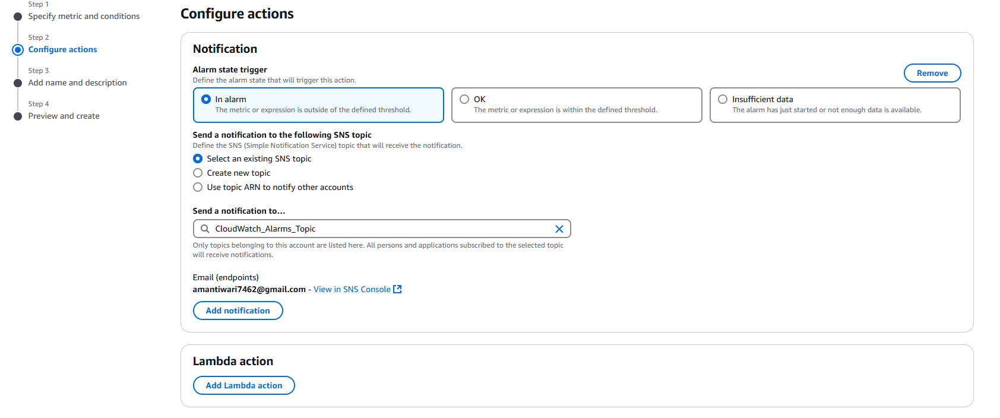 Step 1
Specify metric and conditions
Step 2
Configure actions
Step 3
Add name and description
Step 4
Preview and create
Configure actions
Notification
Alarm state trigger
Define the alarm state that will trigger this action.
Remove
In alarm
The metric or expression is outside of the defined threshold.
OK
The metric or expression is within the defined threshold.
Insufficient data
The alarm has just started or not enough data is available.
Send a notification to the following SNS topic
Define the SNS (Simple Notification Service) topic that will receive the notification.
Select an existing SNS topic
Create new topic
Use topic ARN to notify other accounts
Send a notification to…
CloudWatch_Alarms_Topic
Only topics belonging to this account are listed here. All persons and applications subscribed to the selected topic
will receive notifications.
Email (endpoints)
amantiwari7462@gmail.com - View in SNS Console
Add notification
Lambda action
Add Lambda action